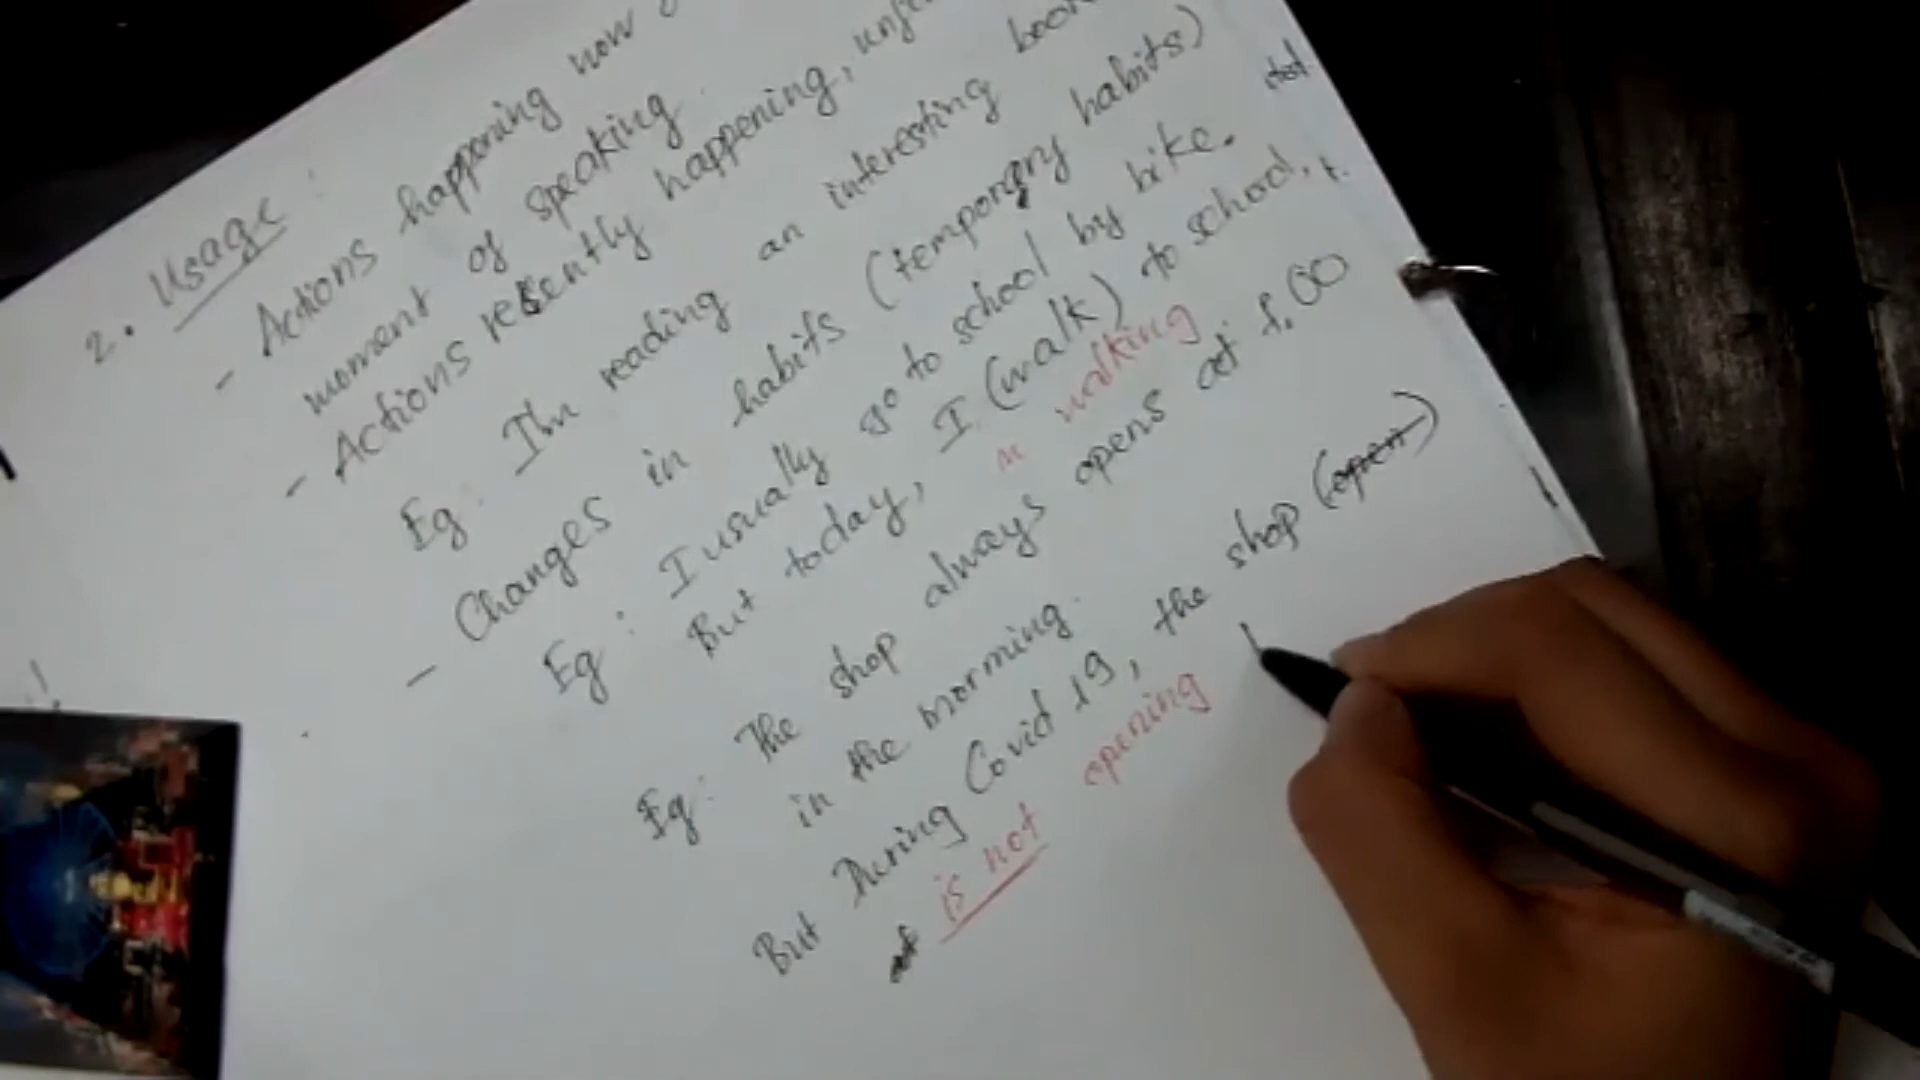 2. Usage:
- Actions happening now
moment of speaking.
- Actions recently happening,
Eg: I'm reading an interesting book
- Changes in habits (temporary habits)
Eg: I usually go to school by bike.
But today, I (walk) to school.
m walking
Eg: The shop always opens at 8.00
in the morning.
But During Covid 19, the shop (open)
is not opening